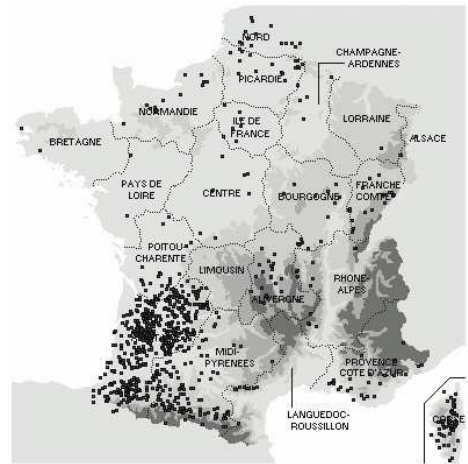 NORD
CHAMPAGNE-
ARDENNES
PICARDIE
NORMANDIE
ILE DE
FRANCE
LORRAINE
ALSACE
BRETAGNE
PAYS DE
LOIRE
CENTRE
BOURGOGNE
FRANCHE
COMTE
POITOU
CHARENTE
LIMOUSIN
AUVERGNE
RHONE-
ALPES
MIDI-
PYRENEES
PROVENCE
COTE D'AZUR
LANGUEDOC-
ROUSSILLON
CORSE